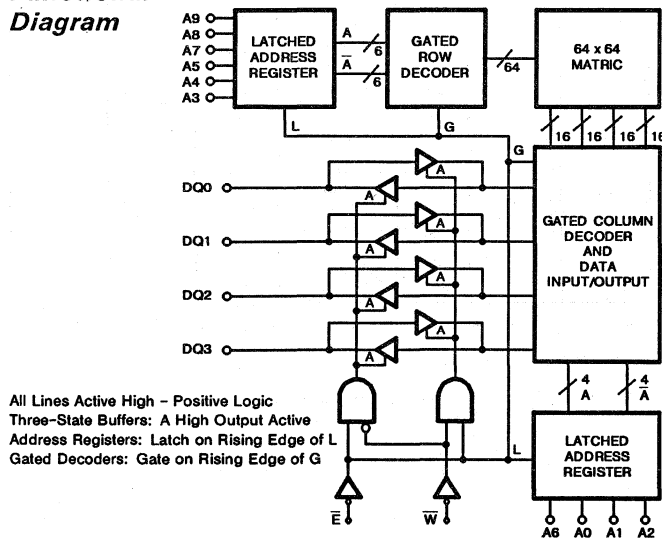 Diagram
A9
A8
A7
A5
A4
A3
LATCHED
ADDRESS
REGISTER
A
6
A̅
6
GATED
ROW
DECODER
64
64 x 64
MATRIC
L
G
16
16
16
16
G
DQ0
A
A
DQ1
A
A
DQ2
A
A
DQ3
A
A
GATED COLUMN
DECODER
AND
DATA
INPUT/OUTPUT
4
A
4
A̅
All Lines Active High – Positive Logic
Three-State Buffers: A High Output Active
Address Registers: Latch on Rising Edge of L
Gated Decoders: Gate on Rising Edge of G
L
LATCHED
ADDRESS
REGISTER
E̅
W̅
A6
A0
A1
A2